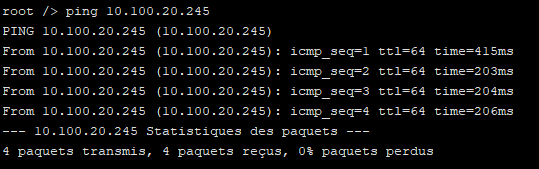 root /> ping 10.100.20.245
PING 10.100.20.245 (10.100.20.245)
From 10.100.20.245 (10.100.20.245): icmp_seq=1 ttl=64 time=415ms
From 10.100.20.245 (10.100.20.245): icmp_seq=2 ttl=64 time=203ms
From 10.100.20.245 (10.100.20.245): icmp_seq=3 ttl=64 time=204ms
From 10.100.20.245 (10.100.20.245): icmp_seq=4 ttl=64 time=206ms
--- 10.100.20.245 Statistiques des paquets ---
4 paquets transmis, 4 paquets reçus, 0% paquets perdus